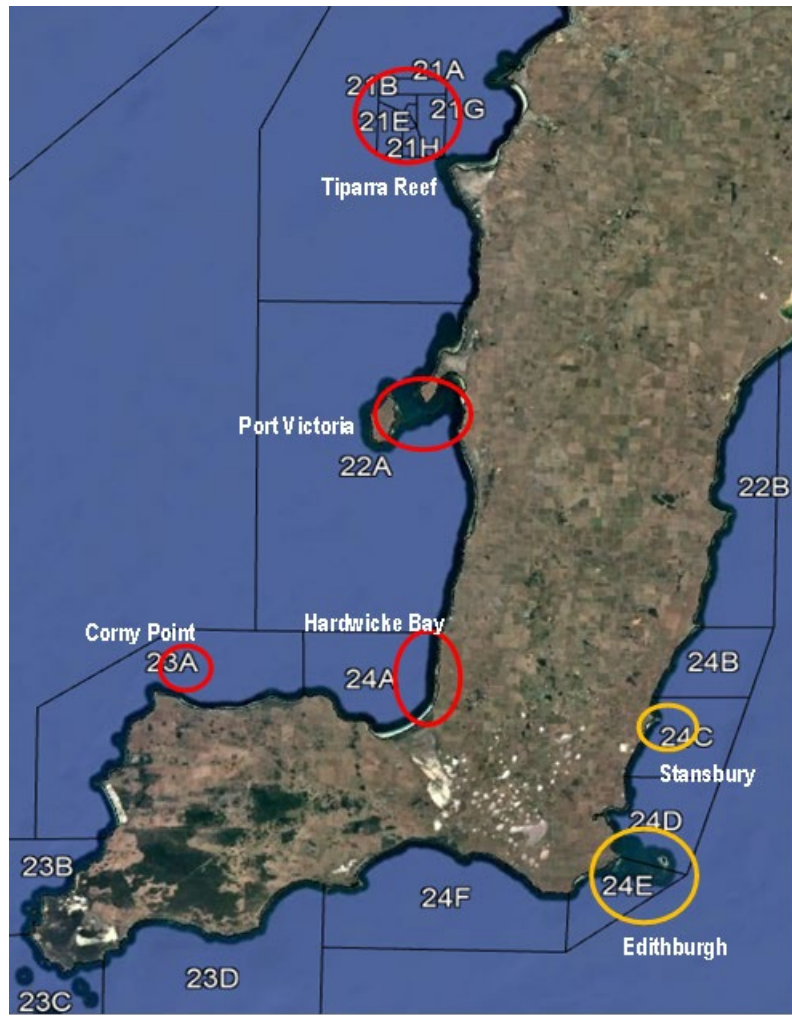 21A
21B
21G
21E
21H
Tiparra Reef
Port Victoria
22A
22B
Corny Point
Hardwicke Bay
23A
24A
24B
24C
Stansbury
24D
23B
24E
24F
Edithburgh
23D
23C